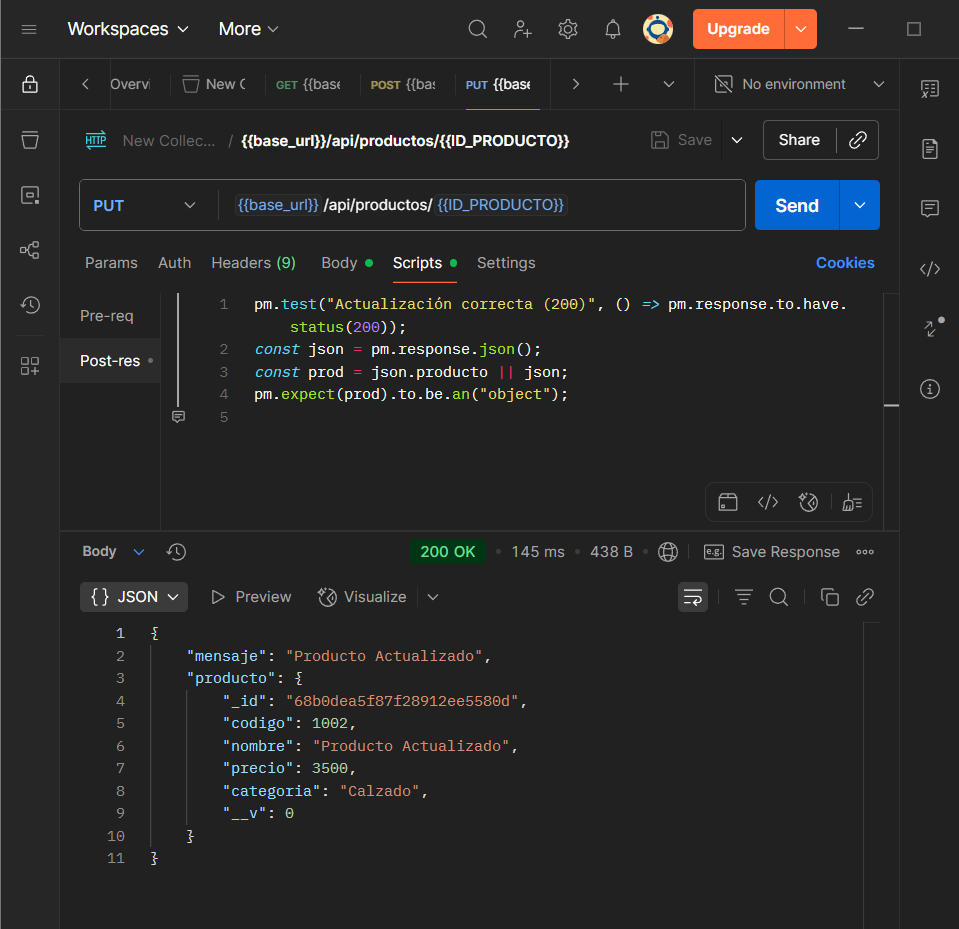 Workspaces More Upgrade
Overvi New C GET {{base POST {{bas PUT {{base No environment
HTTP New Collec... / {{base_url}}/api/productos/{{ID_PRODUCTO}} Save Share
PUT {{base_url}} /api/productos/ {{ID_PRODUCTO}} Send
Params Auth Headers (9) Body Scripts Settings Cookies
Pre-req
Post-res
1 pm.test("Actualización correcta (200)", () => pm.response.to.have.
status(200));
2 const json = pm.response.json();
3 const prod = json.producto || json;
4 pm.expect(prod).to.be.an("object");
5
Body 200 OK • 145 ms • 438 B • e.g. Save Response
{} JSON Preview Visualize
1 {
2 "mensaje": "Producto Actualizado",
3 "producto": {
4 "_id": "68b0dea5f87f28912ee5580d",
5 "codigo": 1002,
6 "nombre": "Producto Actualizado",
7 "precio": 3500,
8 "categoria": "Calzado",
9 "__v": 0
10 }
11 }